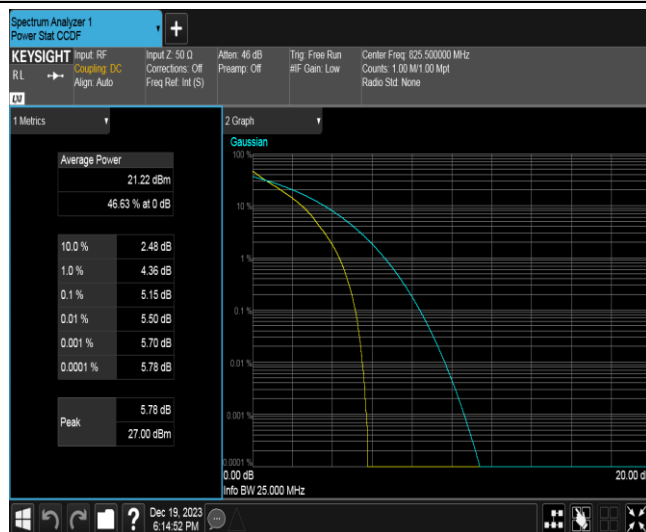 Spectrum Analyzer 1
Power Stat CCDF
+
KEYSIGHT
RL
LXI
Input: RF
Coupling: DC
Align: Auto
Input Z: 50 Ω
Corrections: Off
Freq Ref: Int (S)
Atten: 46 dB
Preamp: Off
Trig: Free Run
#IF Gain: Low
Center Freq: 825.500000 MHz
Counts: 1.00 M/1.00 Mpt
Radio Std: None
1 Metrics
Average Power
21.22 dBm
46.63 % at 0 dB
10.0 % 2.48 dB
1.0 % 4.36 dB
0.1 % 5.15 dB
0.01 % 5.50 dB
0.001 % 5.70 dB
0.0001 % 5.78 dB
Peak
5.78 dB
27.00 dBm
2 Graph
Gaussian
100 %
10 %
1 %
0.1 %
0.01 %
0.001 %
0.0001 %
0.00 dB
20.00 d
Info BW 25.000 MHz
?
Dec 19, 2023
6:14:52 PM